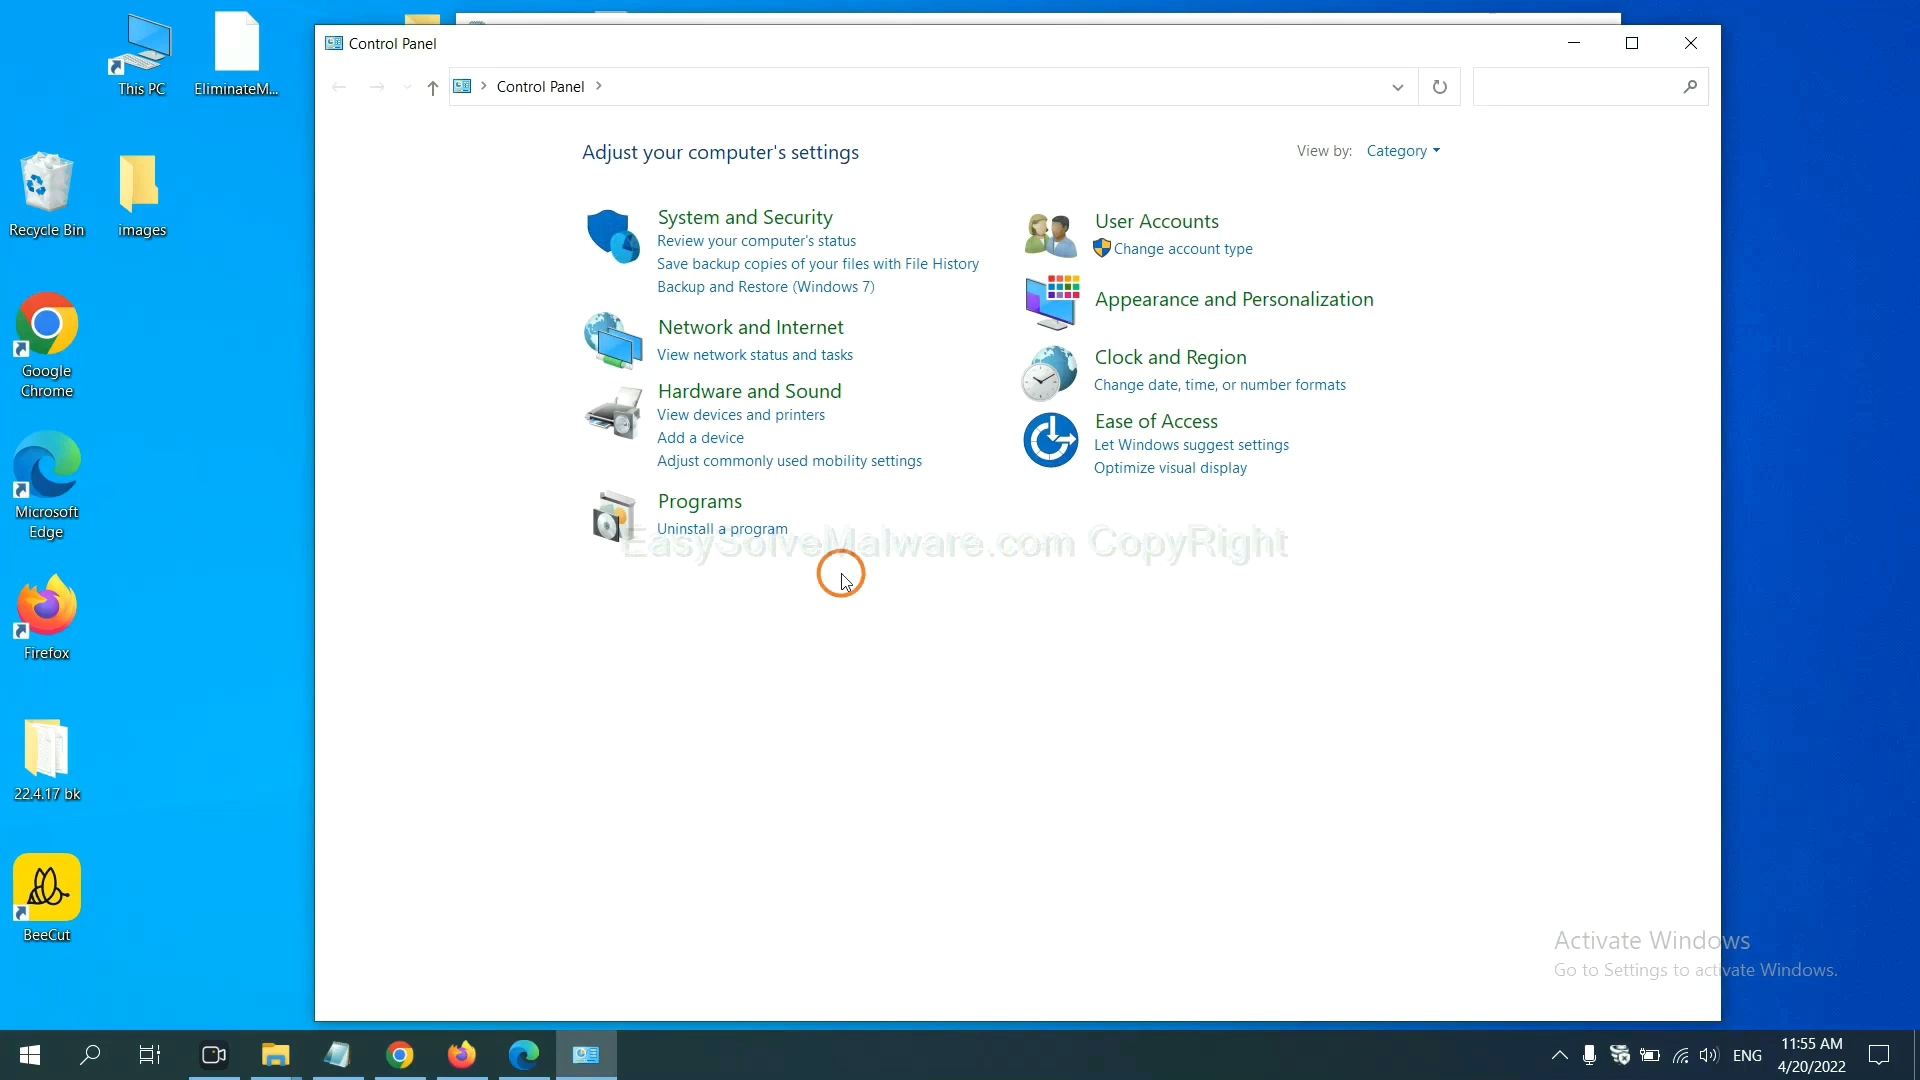 This PC
EliminateM...
Recycle Bin
images
Google
Chrome
Microsoft
Edge
Firefox
22.4.17 bk
BeeCut
Control Panel
Control Panel
Adjust your computer's settings
View by: Category
System and Security
Review your computer's status
Save backup copies of your files with File History
Backup and Restore (Windows 7)
Network and Internet
View network status and tasks
Hardware and Sound
View devices and printers
Add a device
Adjust commonly used mobility settings
Programs
Uninstall a program
User Accounts
Change account type
Appearance and Personalization
Clock and Region
Change date, time, or number formats
Ease of Access
Let Windows suggest settings
Optimize visual display
EasySolveMalware.com CopyRight
Activate Windows
Go to Settings to activate Windows.
ENG
11:55 AM
4/20/2022